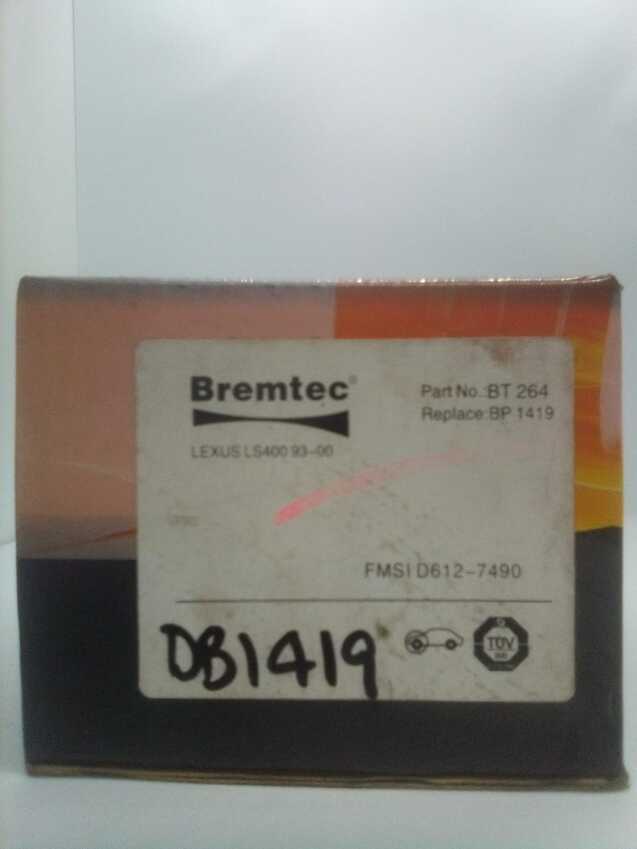 Bremtec®
Part No.:BT 264
Replace:BP 1419
LEXUS LS400 93-00
FMSI D612-7490
DB1419
TÜV